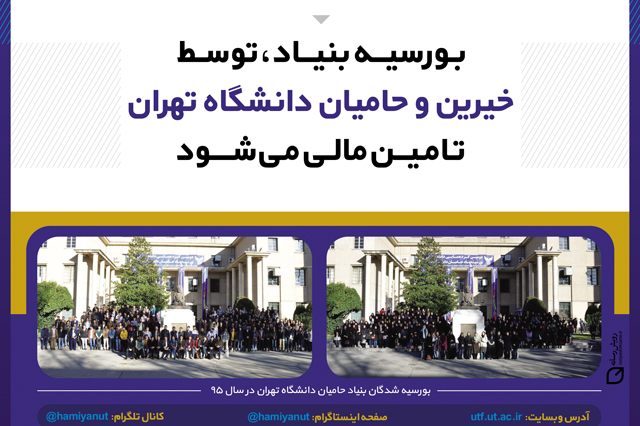 بورسیه بنیاد، توسط
خیرین و حامیان دانشگاه تهران
تامین مالی می‌شود
بورسیه شدگان بنیاد حامیان دانشگاه تهران در سال ۹۵
آدرس وبسایت: utf.ut.ac.ir
صفحه اینستاگرام: @hamiyanut
کانال تلگرام: @hamiyanut